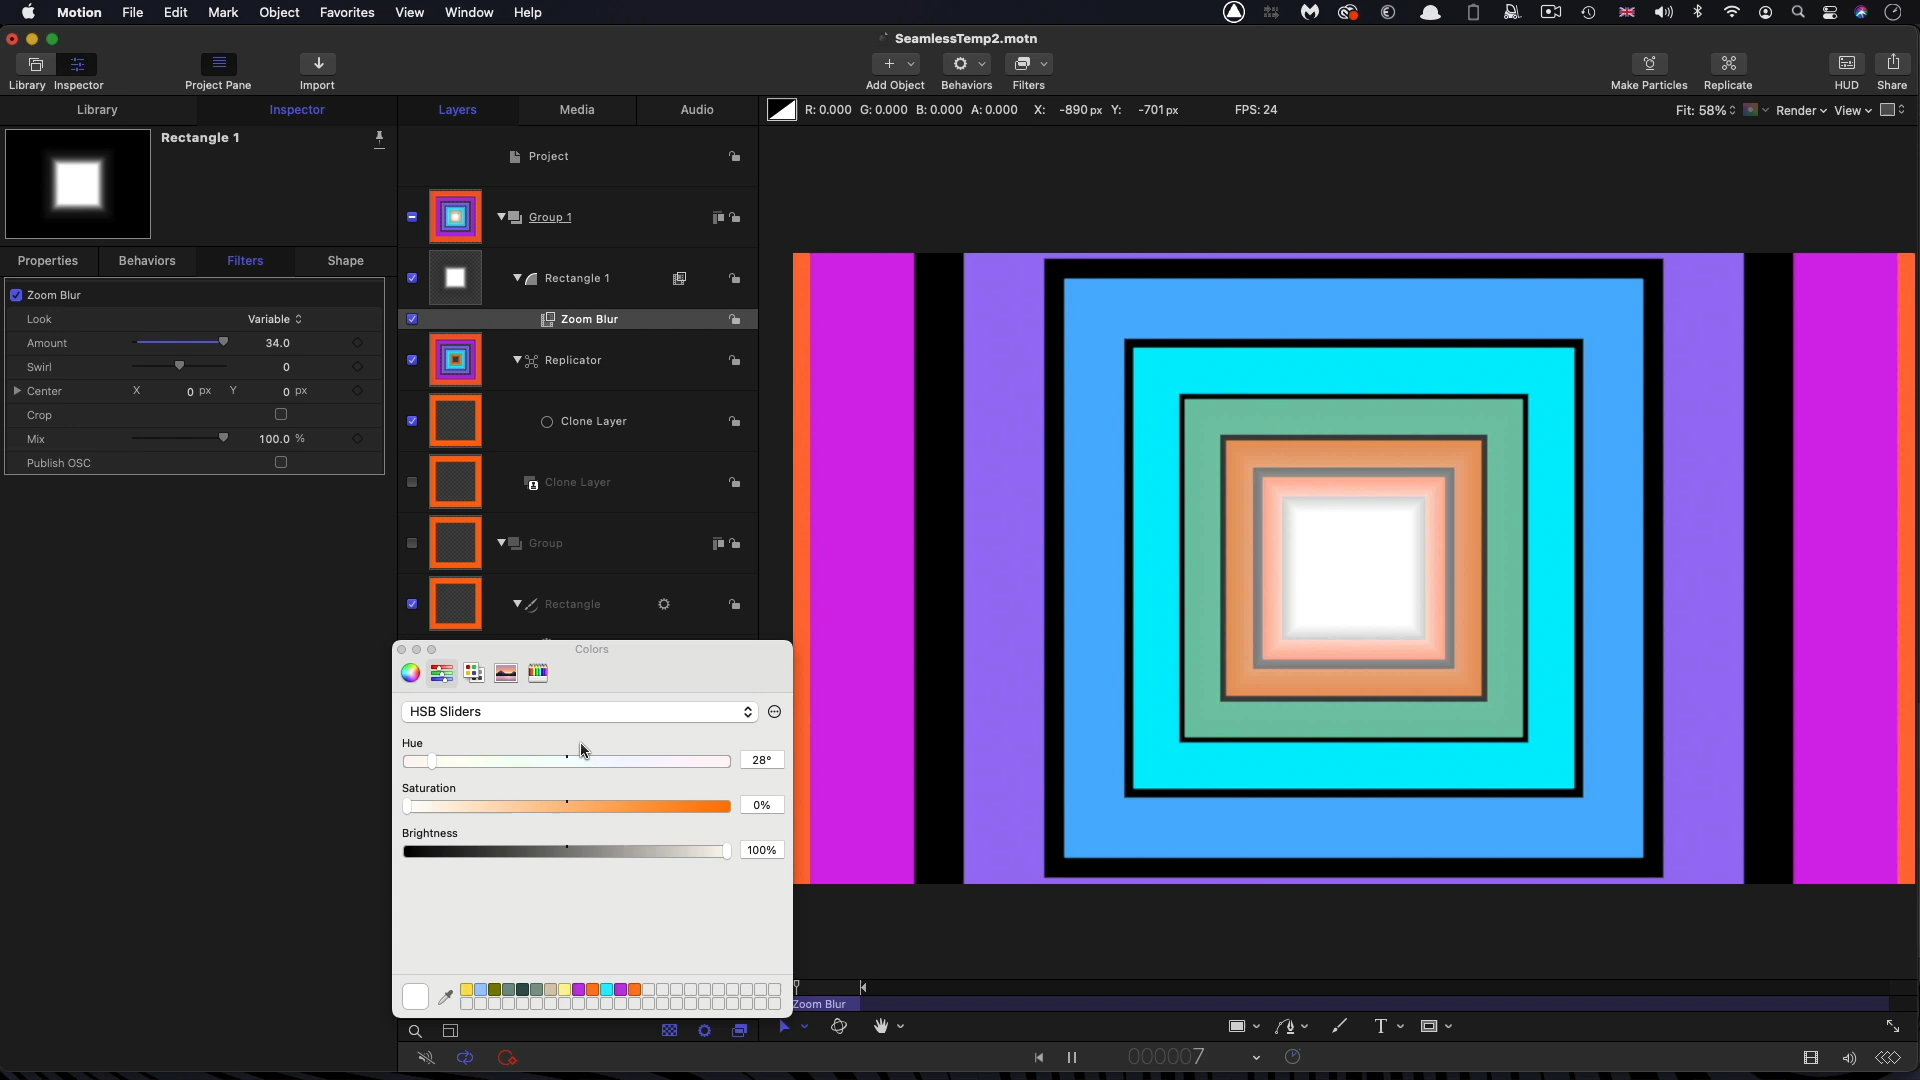 Motion File Edit Mark Object Favorites View Window Help
SeamlessTemp2.motn
Library Inspector Project Pane Import Add Object Behaviors Filters Make Particles Replicate HUD Share
Library Inspector Layers Media Audio R: 0.000 G: 0.000 B: 0.000 A: 0.000 X: -890 px Y: -701 px FPS: 24 Fit: 58% Render View
Rectangle 1
Properties Behaviors Filters Shape
Zoom Blur
Look Variable
Amount 34.0
Swirl 0
Center X 0 px Y 0 px
Crop
Mix 100.0 %
Publish OSC
Project
Group 1
Rectangle 1
Zoom Blur
Replicator
Clone Layer
Clone Layer
Group
Rectangle
Colors
HSB Sliders
Hue
28°
Saturation
0%
Brightness
100%
Zoom Blur
T
000007